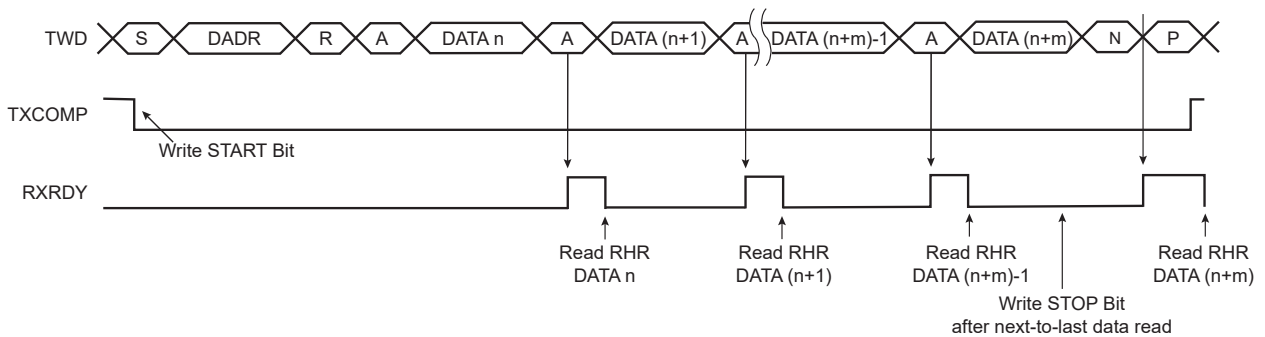 TWD S DADR R A DATA n A DATA (n+1) A DATA (n+m)-1 A DATA (n+m) N P
TXCOMP
Write START Bit
RXRDY
Read RHR
DATA n
Read RHR
DATA (n+1)
Read RHR
DATA (n+m)-1
Read RHR
DATA (n+m)
Write STOP Bit
after next-to-last data read